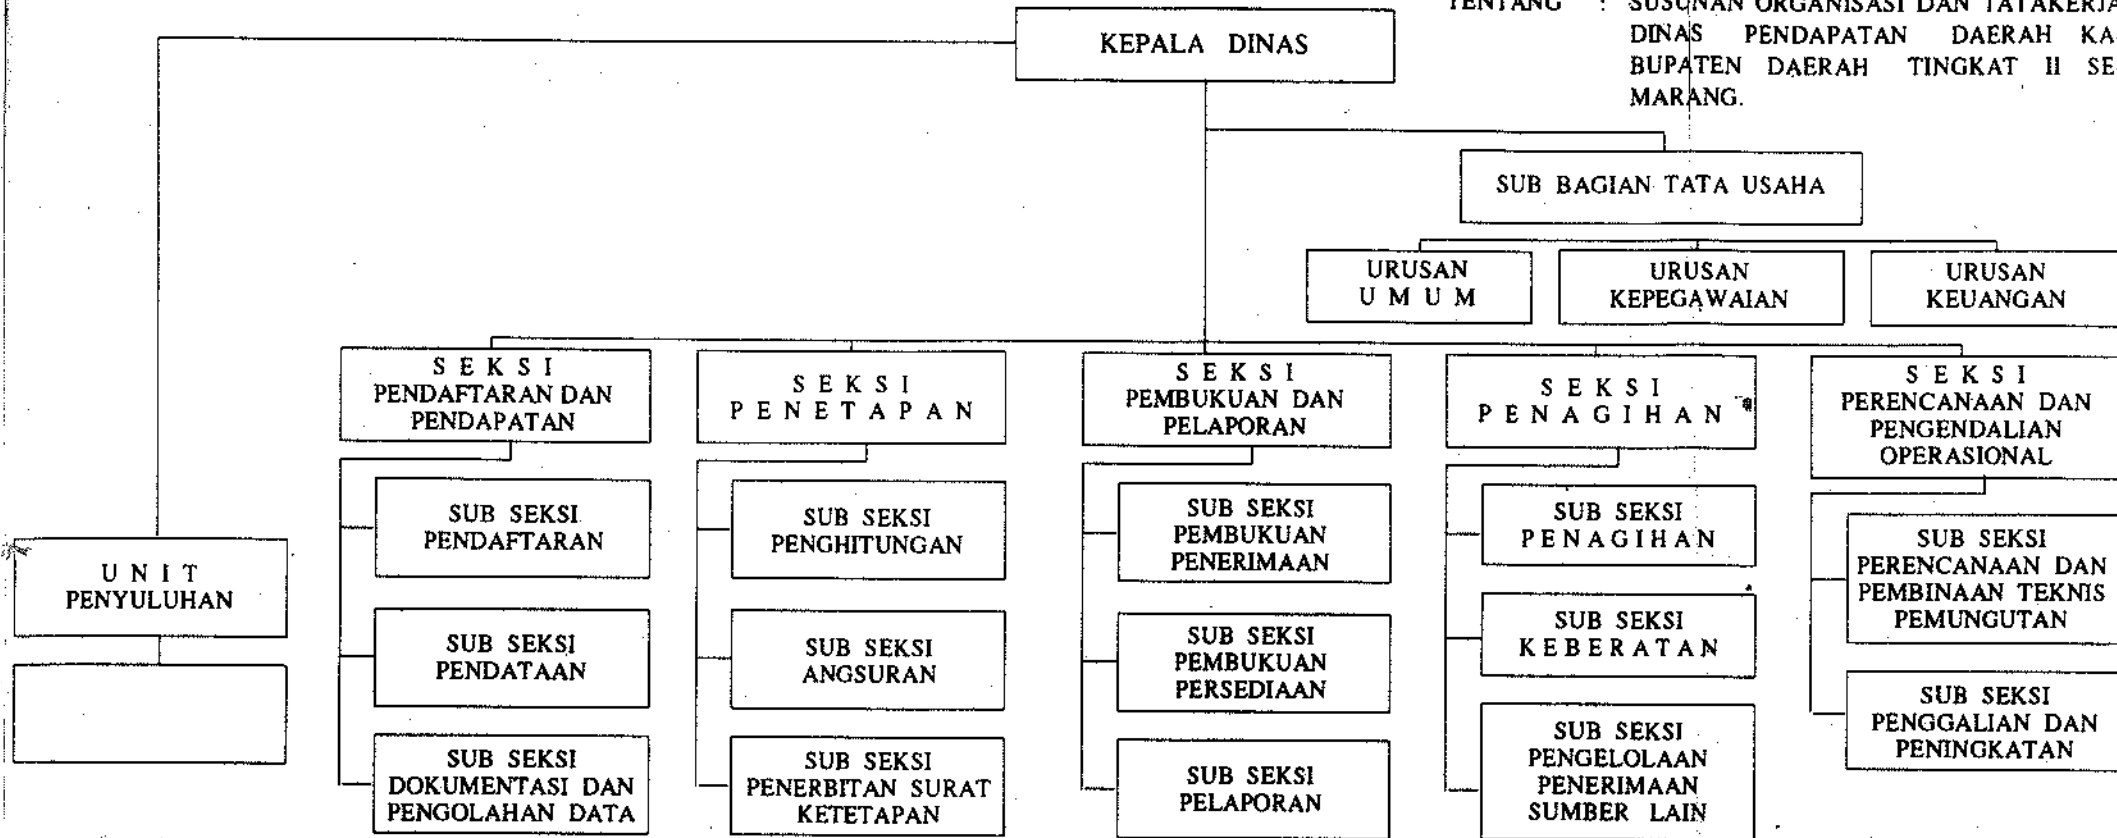 TENTANG : SUSUNAN ORGANISASI DAN TATAKERJA
DINAS PENDAPATAN DAERAH KA-
BUPATEN DAERAH TINGKAT II SE-
MARANG.
KEPALA DINAS
SUB BAGIAN TATA USAHA
URUSAN
U M U M
URUSAN
KEPEGAWAIAN
URUSAN
KEUANGAN
S E K S I
PENDAFTARAN DAN
PENDAPATAN
S E K S I
P E N E T A P A N
S E K S I
PEMBUKUAN DAN
PELAPORAN
S E K S I
P E N A G I H A N
S E K S I
PERENCANAAN DAN
PENGENDALIAN
OPERASIONAL
SUB SEKSI
PENDAFTARAN
SUB SEKSI
PENDATAAN
SUB SEKSI
DOKUMENTASI DAN
PENGOLAHAN DATA
SUB SEKSI
PENGHITUNGAN
SUB SEKSI
ANGSURAN
SUB SEKSI
PENERBITAN SURAT
KETETAPAN
SUB SEKSI
PEMBUKUAN
PENERIMAAN
SUB SEKSI
PEMBUKUAN
PERSEDIAAN
SUB SEKSI
PELAPORAN
SUB SEKSI
P E N A G I H A N
SUB SEKSI
K E B E R A T A N
SUB SEKSI
PENGELOLAAN
PENERIMAAN
SUMBER LAIN
SUB SEKSI
PERENCANAAN DAN
PEMBINAAN TEKNIS
PEMUNGUTAN
SUB SEKSI
PENGGALIAN DAN
PENINGKATAN
U N I T
PENYULUHAN